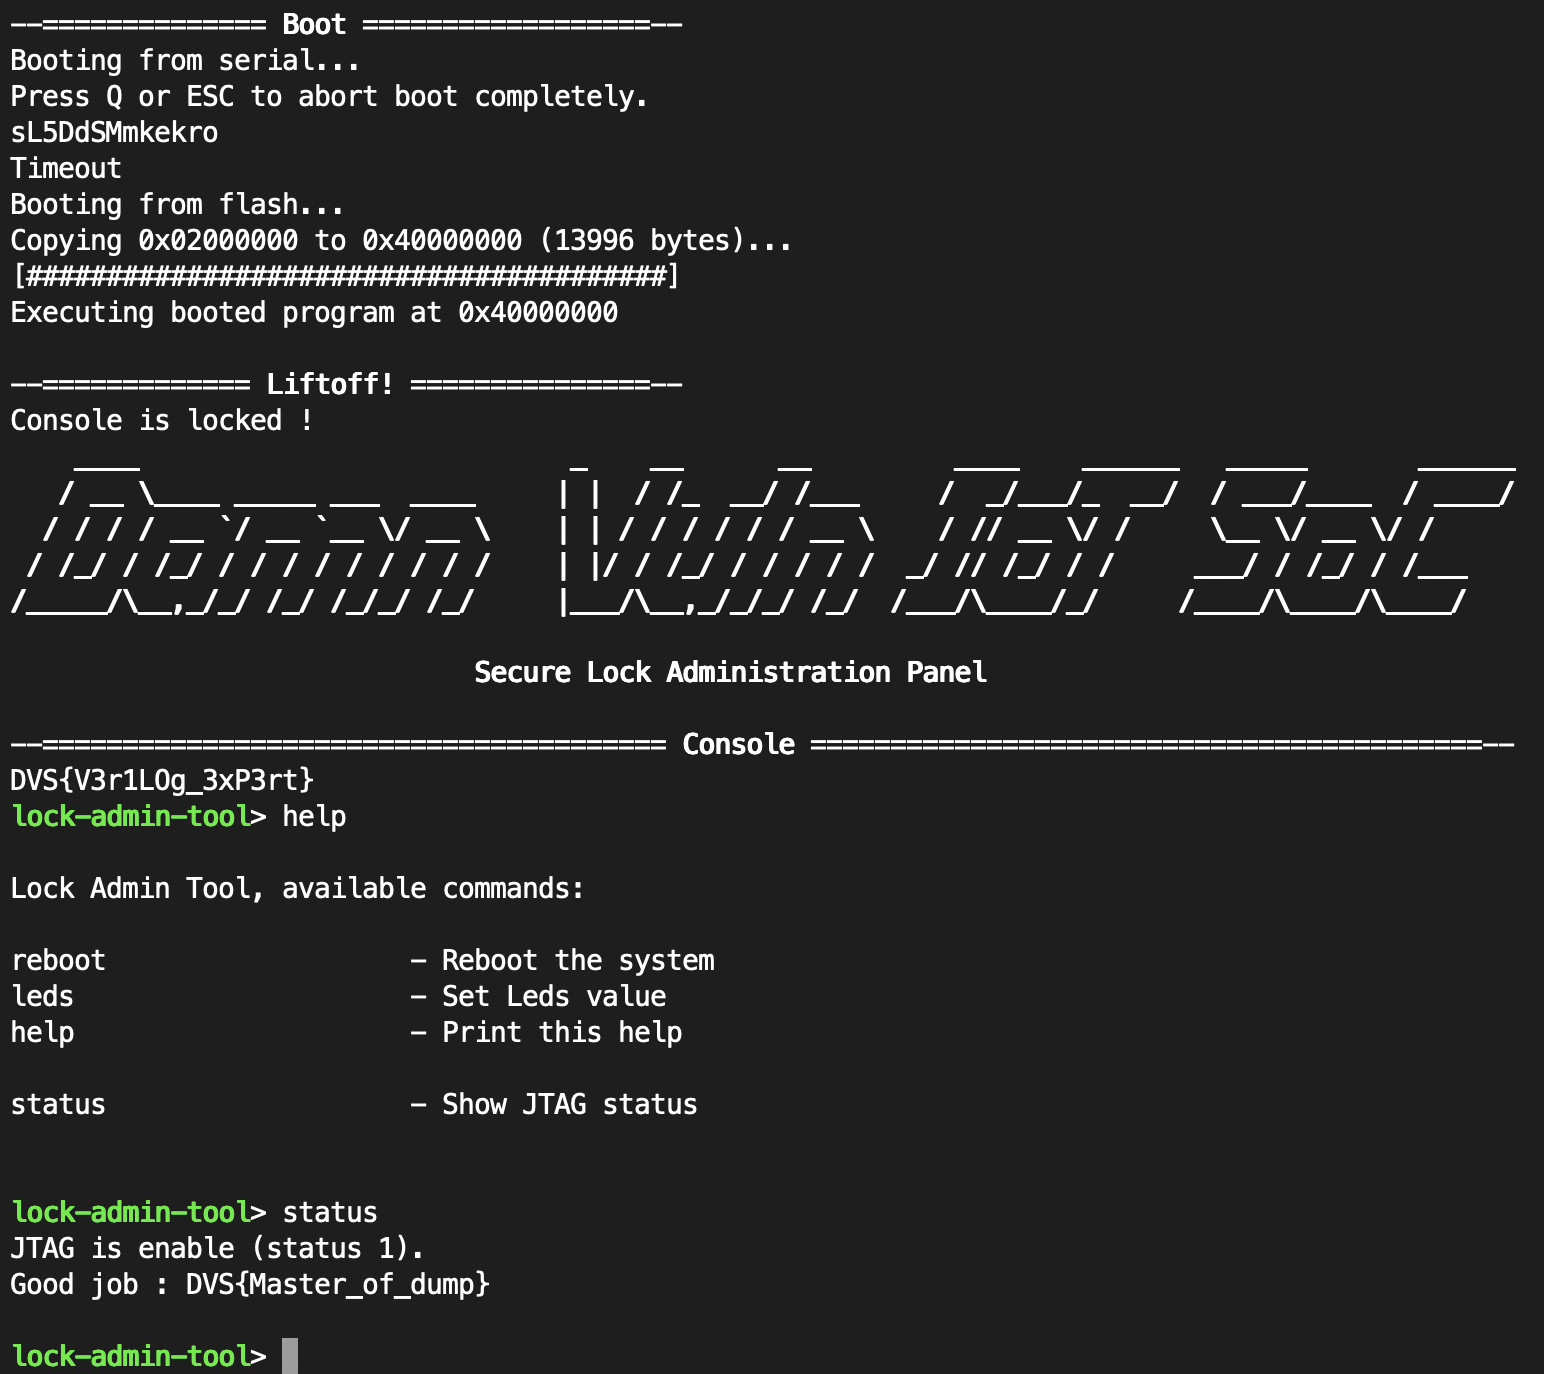 --============== Boot ==================--
Booting from serial...
Press Q or ESC to abort boot completely.
sL5DdSMmkekro
Timeout
Booting from flash...
Copying 0x02000000 to 0x40000000 (13996 bytes)...
[########################################]
Executing booted program at 0x40000000
--============= Liftoff! ===============--
Console is locked !
Damn Vuln IoT SoC
Secure Lock Administration Panel
--======================================= Console ==========================================--
DVS{V3r1LOg_3xP3rt}
lock-admin-tool> help
Lock Admin Tool, available commands:
reboot                   - Reboot the system
leds                     - Set Leds value
help                     - Print this help
status                   - Show JTAG status
lock-admin-tool> status
JTAG is enable (status 1).
Good job : DVS{Master_of_dump}
lock-admin-tool>